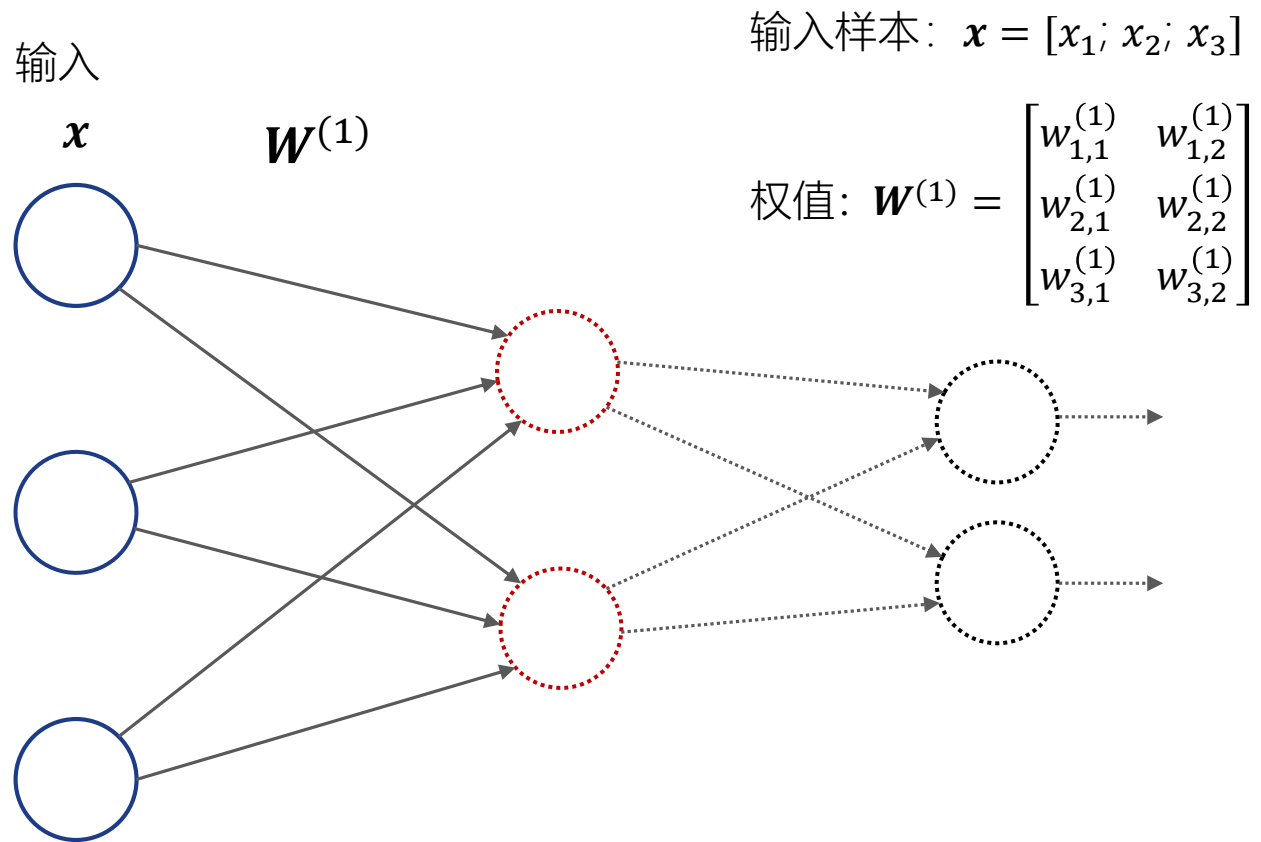 输入样本：x = [x₁; x₂; x₃]
输入
x
W⁽¹⁾
权值：W⁽¹⁾ = [w₁,₁⁽¹⁾ w₁,₂⁽¹⁾
w₂,₁⁽¹⁾ w₂,₂⁽¹⁾
w₃,₁⁽¹⁾ w₃,₂⁽¹⁾]